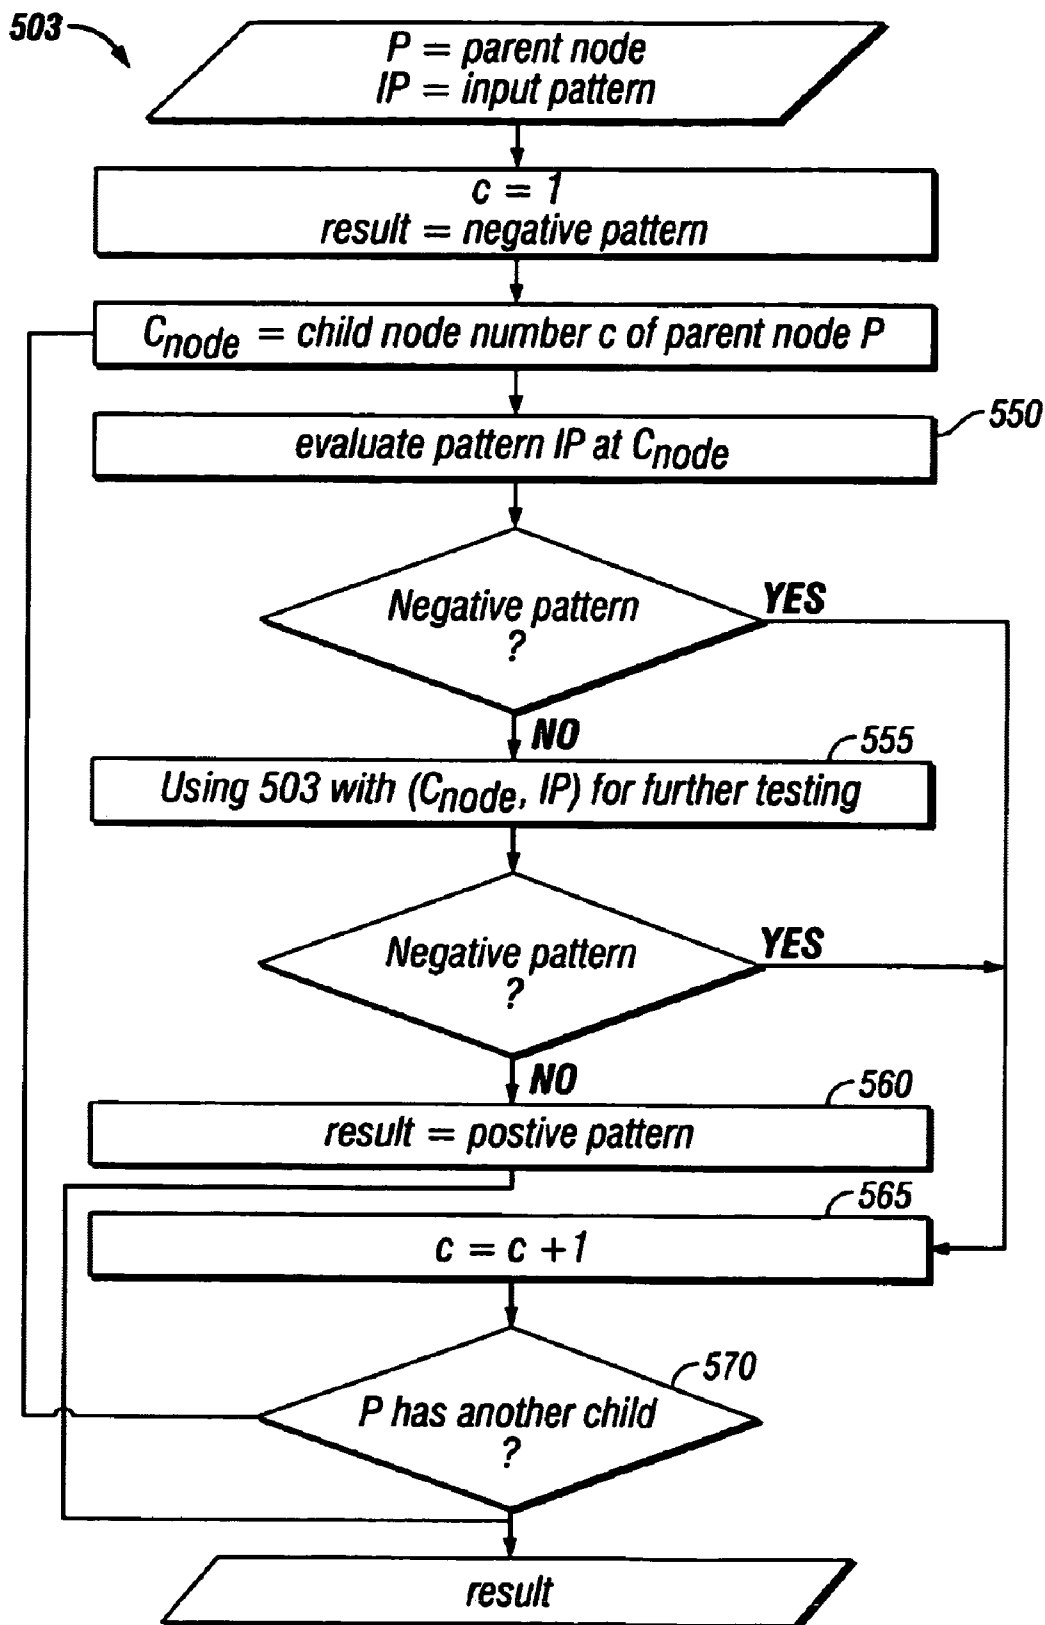 503
P = parent node
IP = input pattern
c = 1
result = negative pattern
Cnode = child node number c of parent node P
550
evaluate pattern IP at Cnode
Negative pattern
?
YES
NO
555
Using 503 with (Cnode, IP) for further testing
Negative pattern
?
YES
NO
560
result = postive pattern
565
c = c +1
570
P has another child
?
result